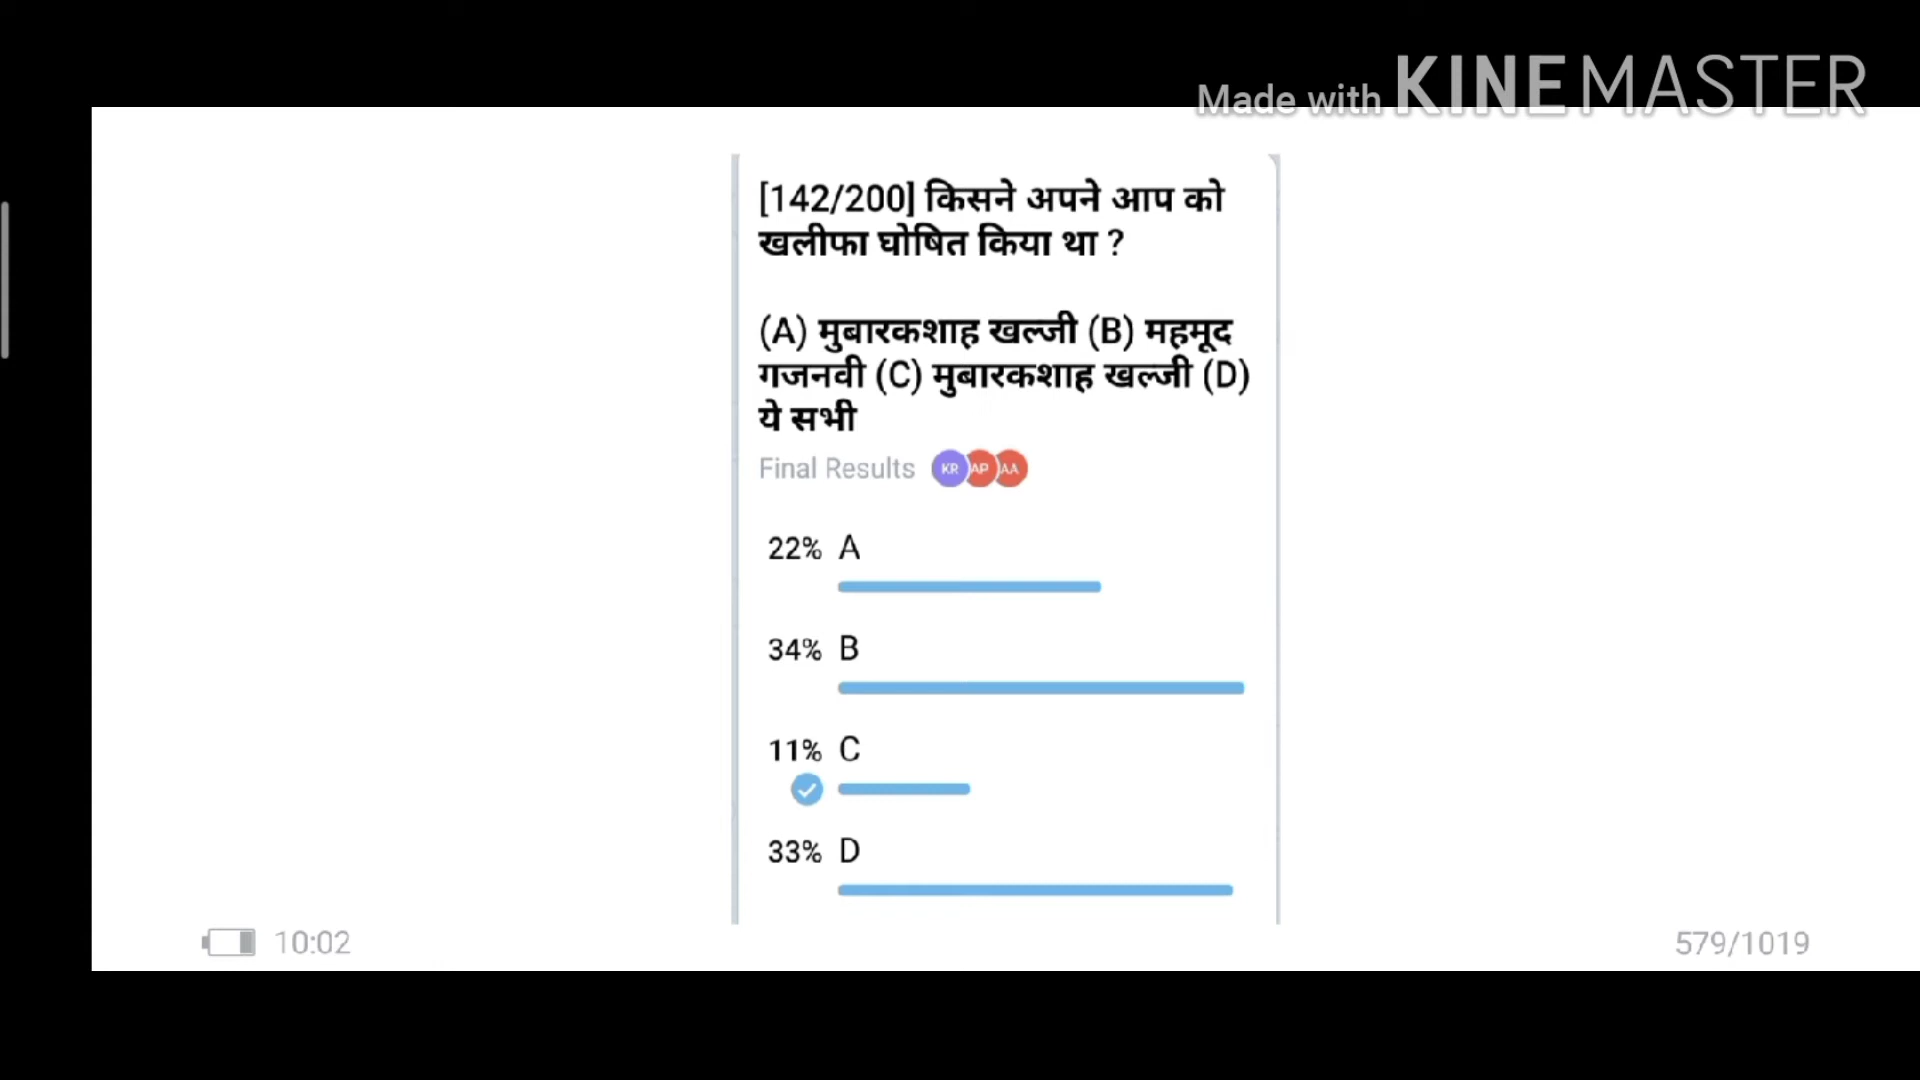 Made with KINEMASTER
[142/200] किसने अपने आप को
खलीफा घोषित किया था ?
(A) मुबारकशाह खल्जी (B) महमूद
गजनवी (C) मुबारकशाह खल्जी (D)
ये सभी
Final Results KR AP AA
22% A
34% B
11% C
33% D
10:02
579/1019